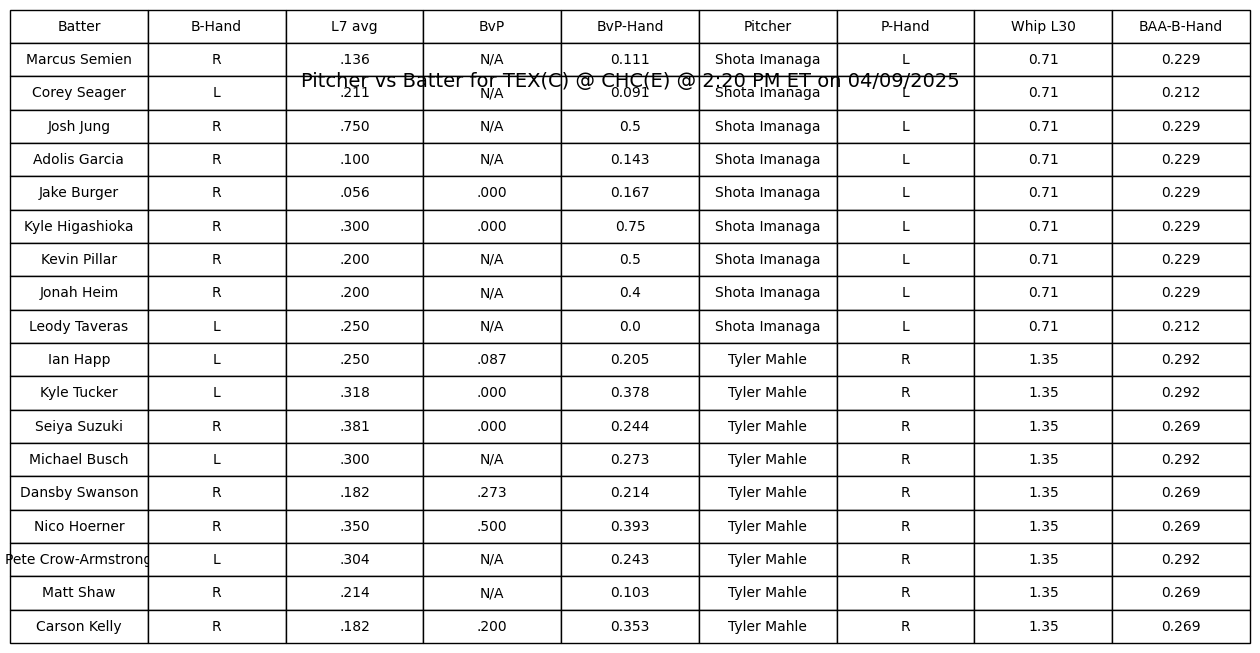 Batter B-Hand L7 avg BvP BvP-Hand Pitcher P-Hand Whip L30 BAA-B-Hand
Marcus Semien R .136 N/A 0.111 Shota Imanaga L 0.71 0.229
Pitcher vs Batter for TEX(C) @ CHC(E) @ 2:20 PM ET on 04/09/2025
Corey Seager L .211 N/A 0.091 Shota Imanaga L 0.71 0.212
Josh Jung R .750 N/A 0.5 Shota Imanaga L 0.71 0.229
Adolis Garcia R .100 N/A 0.143 Shota Imanaga L 0.71 0.229
Jake Burger R .056 .000 0.167 Shota Imanaga L 0.71 0.229
Kyle Higashioka R .300 .000 0.75 Shota Imanaga L 0.71 0.229
Kevin Pillar R .200 N/A 0.5 Shota Imanaga L 0.71 0.229
Jonah Heim R .200 N/A 0.4 Shota Imanaga L 0.71 0.229
Leody Taveras L .250 N/A 0.0 Shota Imanaga L 0.71 0.212
Ian Happ L .250 .087 0.205 Tyler Mahle R 1.35 0.292
Kyle Tucker L .318 .000 0.378 Tyler Mahle R 1.35 0.292
Seiya Suzuki R .381 .000 0.244 Tyler Mahle R 1.35 0.269
Michael Busch L .300 N/A 0.273 Tyler Mahle R 1.35 0.292
Dansby Swanson R .182 .273 0.214 Tyler Mahle R 1.35 0.269
Nico Hoerner R .350 .500 0.393 Tyler Mahle R 1.35 0.269
Pete Crow-Armstrong L .304 N/A 0.243 Tyler Mahle R 1.35 0.292
Matt Shaw R .214 N/A 0.103 Tyler Mahle R 1.35 0.269
Carson Kelly R .182 .200 0.353 Tyler Mahle R 1.35 0.269